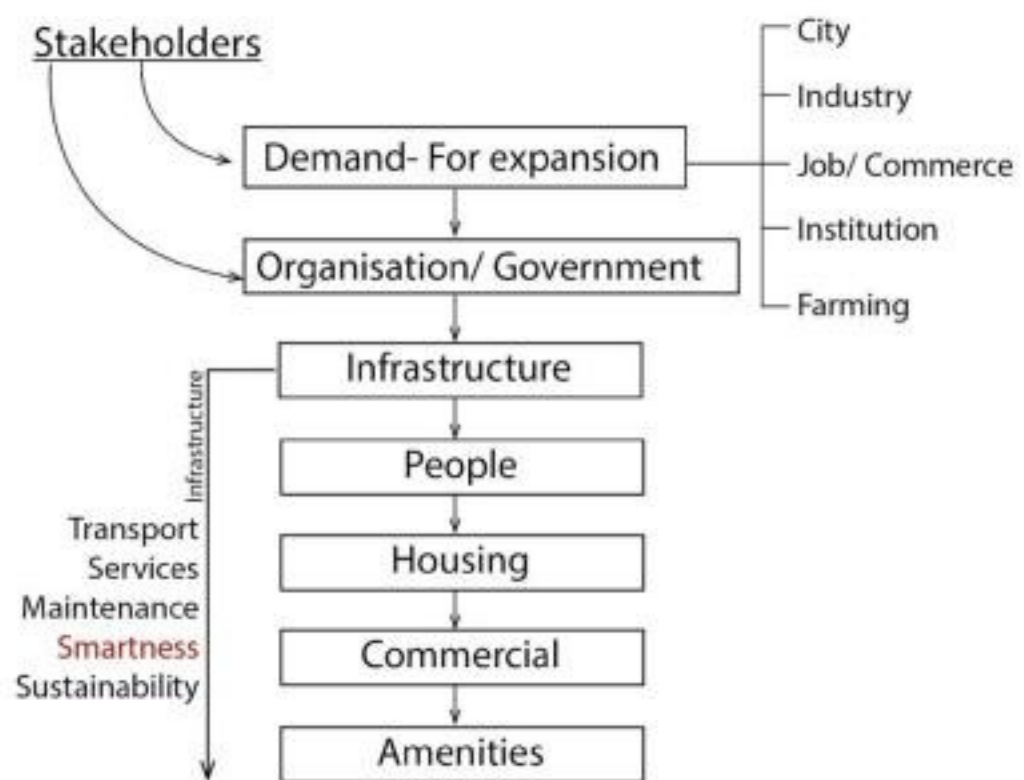 Stakeholders
City
Industry
Job/ Commerce
Institution
Farming
Demand- For expansion
Organisation/ Government
Infrastructure
People
Housing
Commercial
Amenities
Infrastructure
Transport
Services
Maintenance
Smartness
Sustainability